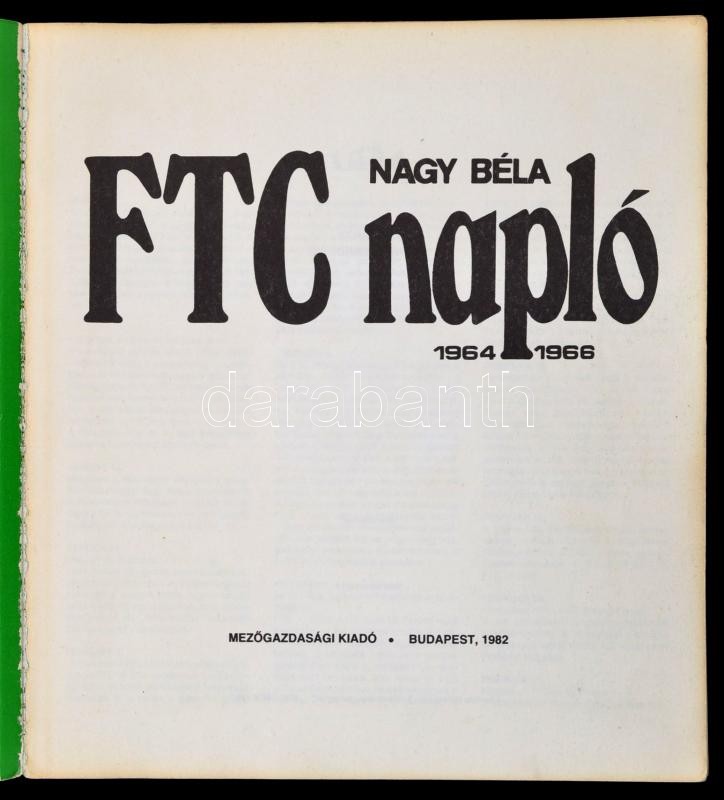 NAGY BÉLA
FTC napló
1964 1966
darabanth
MEZŐGAZDASÁGI KIADÓ • BUDAPEST, 1982